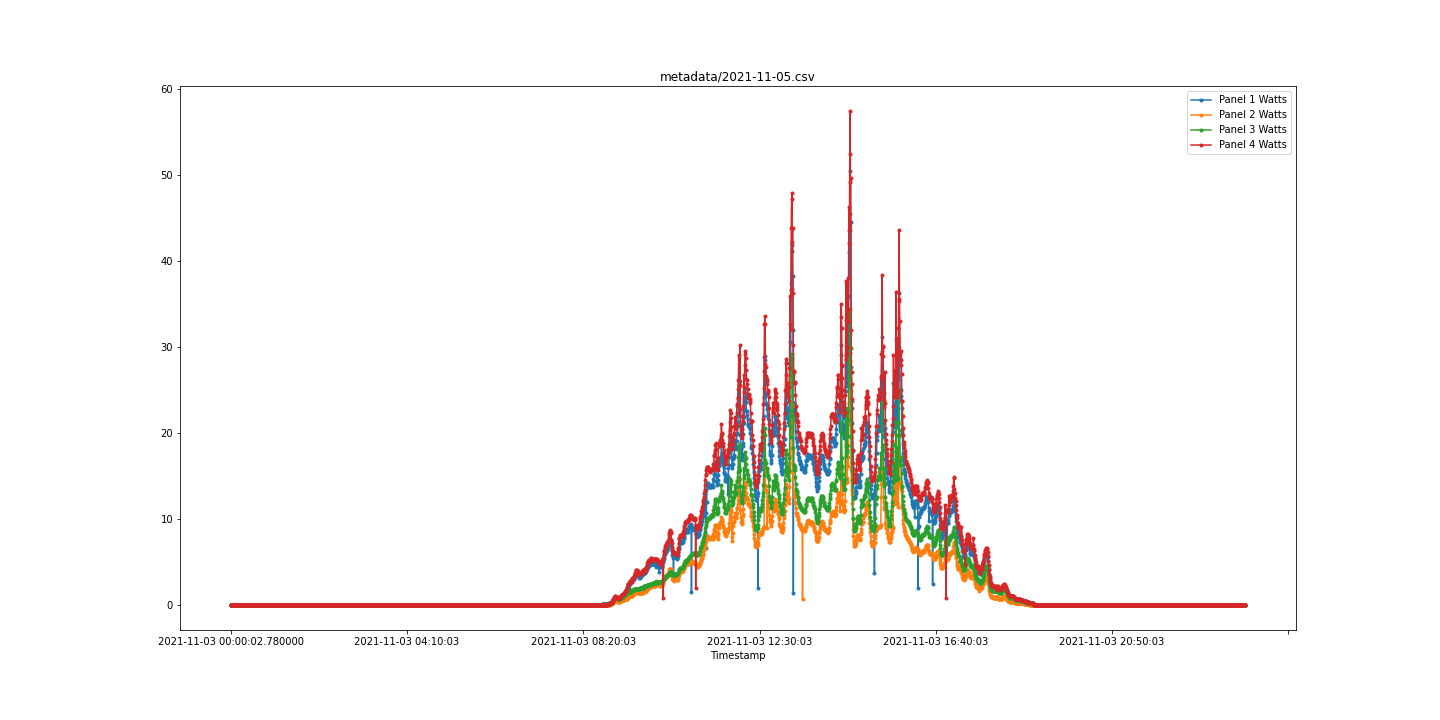 metadata/2021-11-05.csv
60
50
40
30
20
10
0
Panel 1 Watts
Panel 2 Watts
Panel 3 Watts
Panel 4 Watts
2021-11-03 00:00:02.780000 2021-11-03 04:10:03 2021-11-03 08:20:03 2021-11-03 12:30:03 2021-11-03 16:40:03 2021-11-03 20:50:03
Timestamp